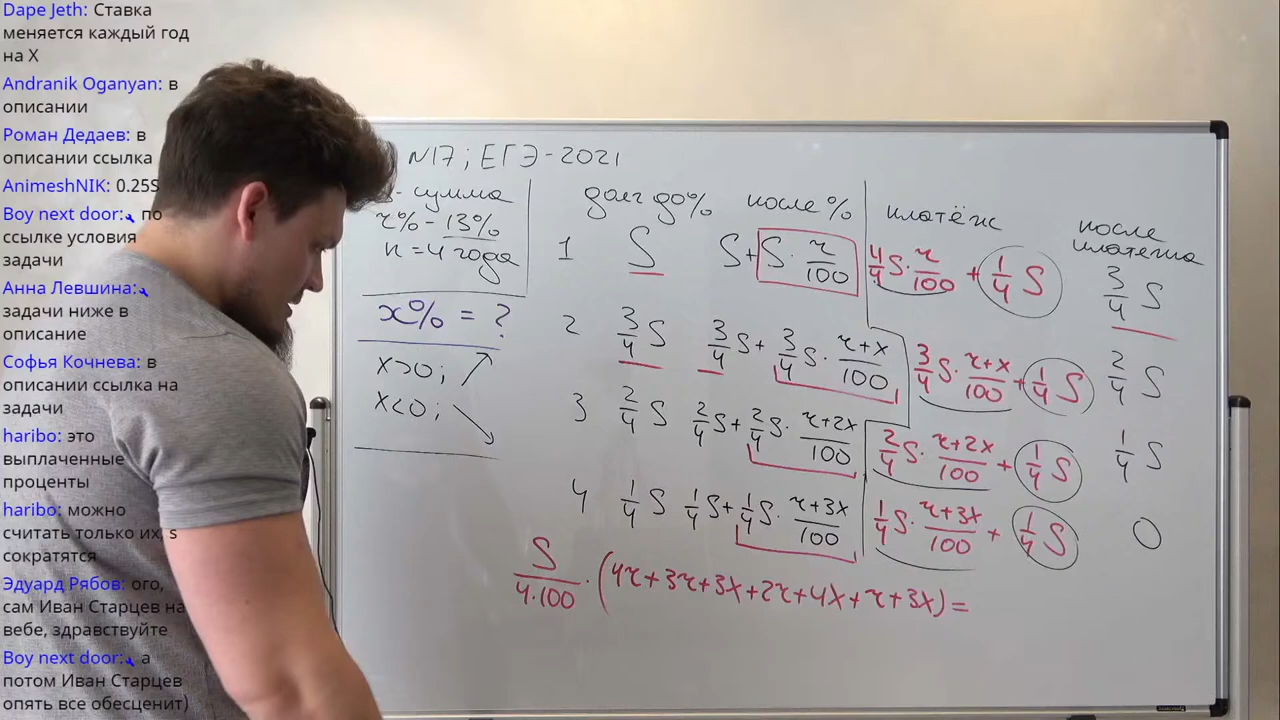 Dape Jeth: Ставка
меняется каждый год
на X
Andranik Oganyan: в
описании
Роман Дедаев: в
описании ссылка
AnimeshNIK: 0.25S
Boy next door: по
ссылке условия
задачи
Анна Левшина:
задачи ниже в
описание
Софья Кочнева: в
описании ссылка на
задачи
haribo: это
выплаченные
проценты
haribo: можно
считать только их, s
сократятся
Эдуард Рябов: ого,
сам Иван Старцев на
вебе, здравствуйте
Boy next door: а
потом Иван Старцев
опять все обесценит)
N17; ЕГЭ-2021
- сумма
r% - 13%
n = 4 года
x% = ?
x>0; ↗
x<0; ↘
долг до % после % платёж после платежа
1 S S+S·r/100 4/4 S·r/100 + 1/4 S 3/4 S
2 3/4 S 3/4 S + 3/4 S·(r+x)/100 3/4 S·(r+x)/100 + 1/4 S 2/4 S
3 2/4 S 2/4 S + 2/4 S·(r+2x)/100 2/4 S·(r+2x)/100 + 1/4 S 1/4 S
4 1/4 S 1/4 S + 1/4 S·(r+3x)/100 1/4 S·(r+3x)/100 + 1/4 S 0
S/(4·100)·(4r+3r+3x+2r+4x+r+3x)=